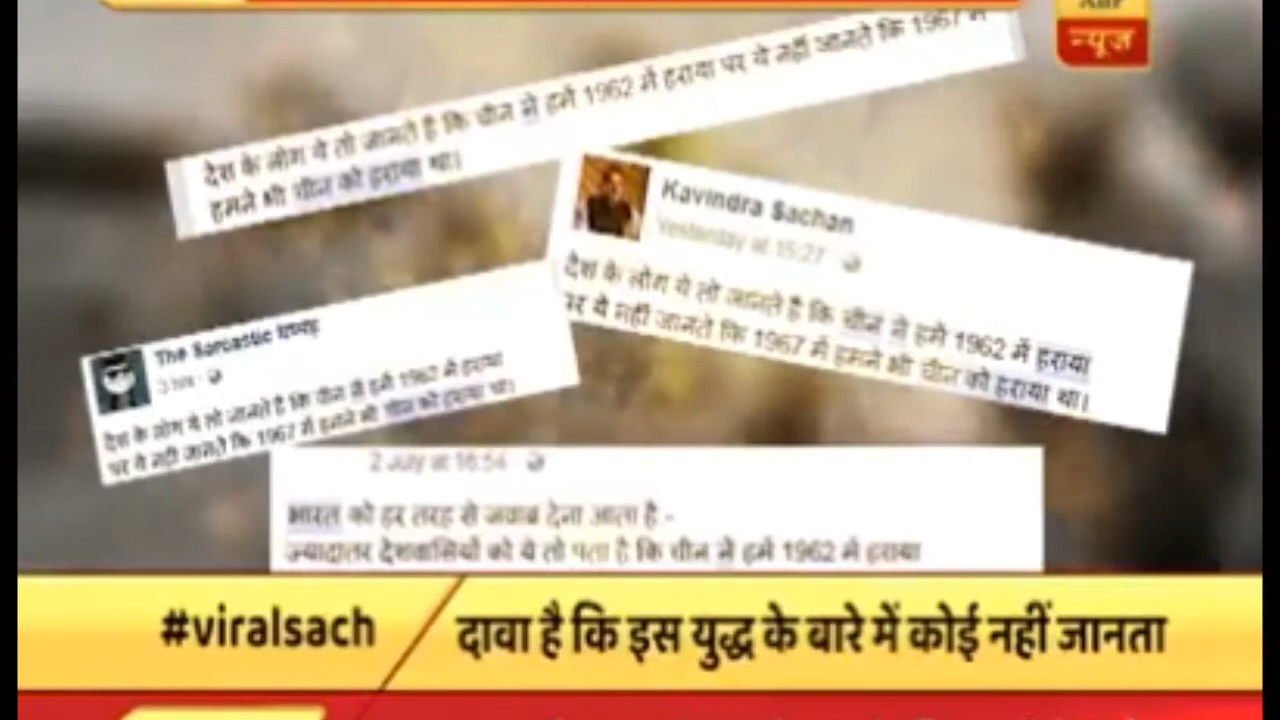 न्यूज़
देश के लोग ये तो जानते है कि चीन ने हमें 1962 में हराया पर ये नहीं जानते कि 1967 में
हमने भी चीन को हराया था।
Kavindra Sachan
Yesterday at 15:27
देश के लोग ये तो जानते है कि चीन ने हमें 1962 में हराया
पर ये नहीं जानते कि 1967 में हमने भी चीन को हराया था।
The Sarcastic
3 hrs
देश के लोग ये तो जानते है कि चीन ने हमें 1962 में हराया
पर ये नहीं जानते कि 1967 में हमने भी चीन को हराया था।
2 July at 16:54
भारत को हर तरह से जवाब देना आता है -
ज्यादातर देशवासियों को ये तो पता है कि चीन ने हमें 1962 में हराया
#viralsach
दावा है कि इस युद्ध के बारे में कोई नहीं जानता